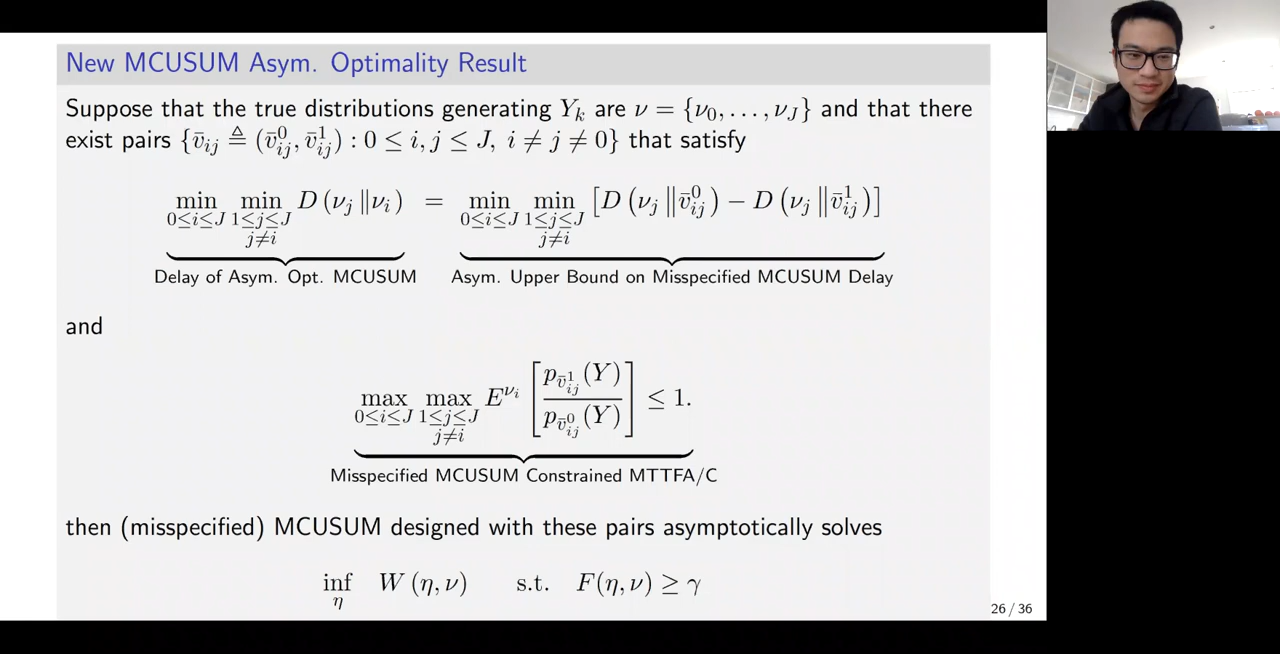 New MCUSUM Asym. Optimality Result
Suppose that the true distributions generating Y_k are ν = {ν_0, . . . , ν_J} and that there
exist pairs {v̄_ij ≜ (v̄^0_ij, v̄^1_ij) : 0 ≤ i, j ≤ J, i ≠ j ≠ 0} that satisfy
min_{0≤i≤J} min_{1≤j≤J, j≠i} D (ν_j ‖ν_i) = min_{0≤i≤J} min_{1≤j≤J, j≠i} [D (ν_j ‖v̄^0_ij) − D (ν_j ‖v̄^1_ij)]
Delay of Asym. Opt. MCUSUM Asym. Upper Bound on Misspecified MCUSUM Delay
and
max_{0≤i≤J} max_{1≤j≤J, j≠i} E^{ν_i} [p_{v̄^1_ij}(Y) / p_{v̄^0_ij}(Y)] ≤ 1.
Misspecified MCUSUM Constrained MTTFA/C
then (misspecified) MCUSUM designed with these pairs asymptotically solves
inf_η W (η, ν) s.t. F(η, ν) ≥ γ
26 / 36